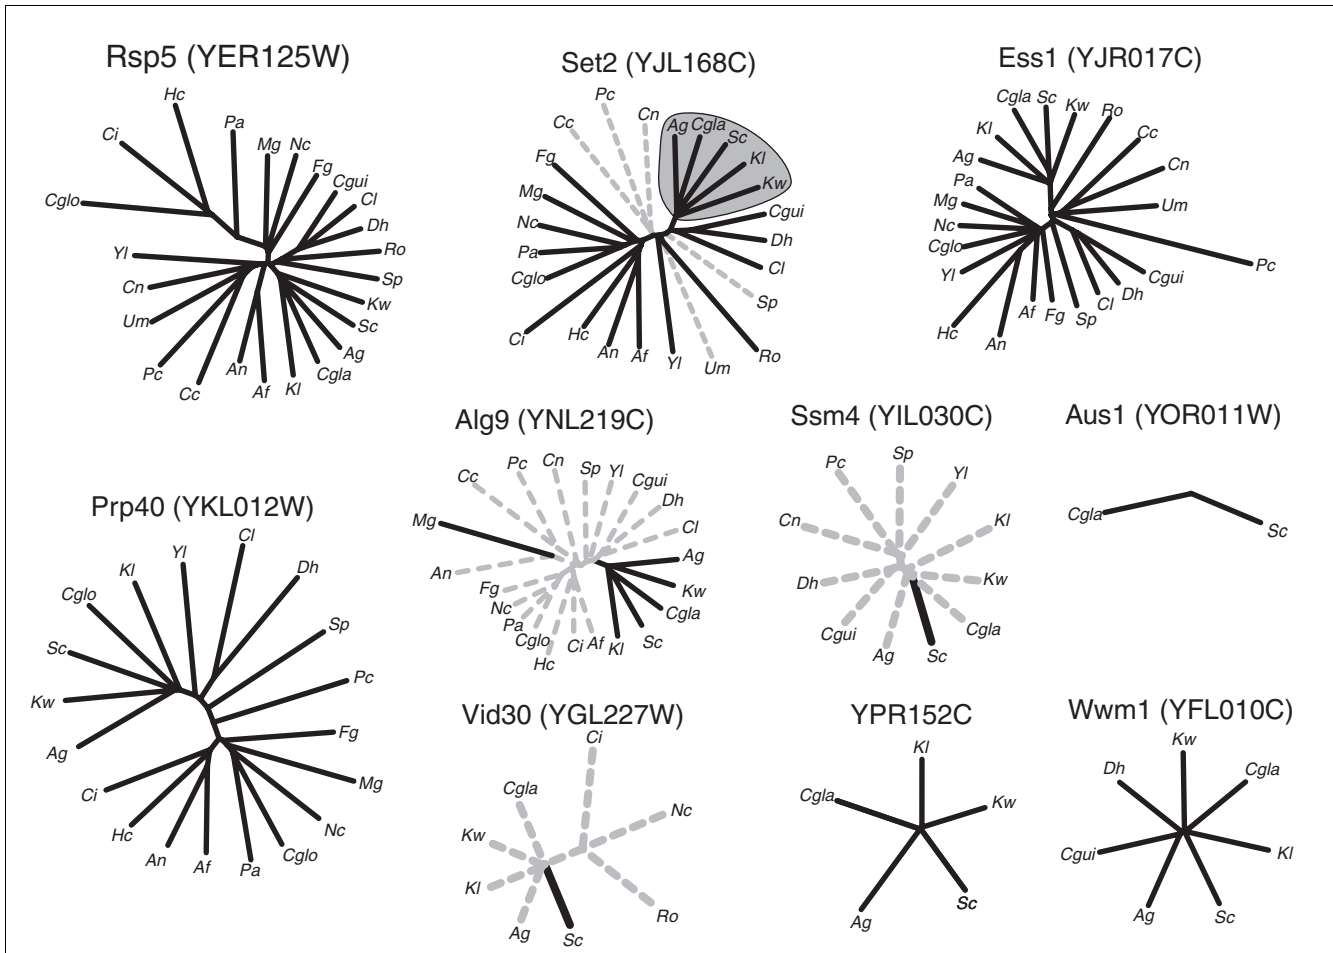 Rsp5 (YER125W)
Hc
Ci
Pa
Mg
Nc
Fg
Cgui
Cl
Dh
Ro
Sp
Kw
Sc
Ag
Cgla
Kl
Af
An
Cc
Pc
Um
Cn
Yl
Cglo
Set2 (YJL168C)
Pc
Cn
Cc
Ag
Cgla
Sc
Kl
Kw
Fg
Mg
Nc
Pa
Cglo
Ci
Hc
An
Af
Yl
Um
Ro
Sp
Cl
Dh
Cgui
Ess1 (YJR017C)
Cgla
Sc
Kw
Ro
Cc
Cn
Um
Pc
Cgui
Dh
Cl
Sp
Fg
Af
An
Hc
Yl
Cglo
Nc
Mg
Pa
Ag
Kl
Prp40 (YKL012W)
Cl
Yl
Kl
Dh
Cglo
Sp
Sc
Pc
Kw
Fg
Ag
Mg
Ci
Nc
Hc
Cglo
An
Af
Pa
Alg9 (YNL219C)
Cc
Pc
Cn
Sp
Yl
Cgui
Dh
Cl
Ag
Kw
Cgla
Sc
Kl
Af
Ci
Hc
Cglo
Pa
Nc
Fg
An
Mg
Ssm4 (YIL030C)
Pc
Sp
Yl
Kl
Kw
Cgla
Sc
Ag
Cgui
Dh
Cn
Aus1 (YOR011W)
Cgla
Sc
Vid30 (YGL227W)
Ci
Cgla
Nc
Kw
Kl
Ag
Sc
Ro
YPR152C
Kl
Cgla
Kw
Ag
Sc
Wwm1 (YFL010C)
Kw
Dh
Cgla
Cgui
Kl
Ag
Sc